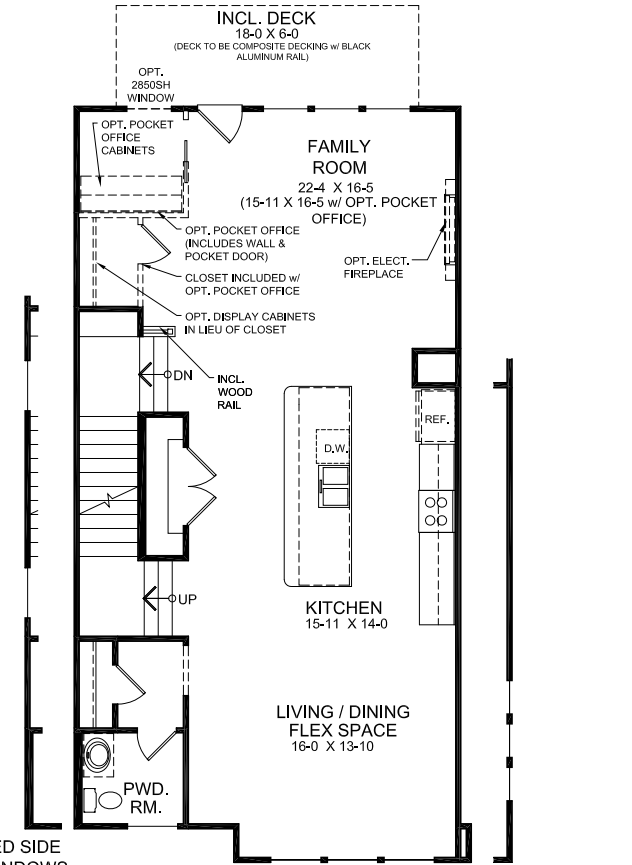 INCL. DECK
18-0 X 6-0
(DECK TO BE COMPOSITE DECKING w/ BLACK
ALUMINUM RAIL)
OPT.
2850SH
WINDOW
OPT. POCKET
OFFICE
CABINETS
FAMILY
ROOM
22-4 X 16-5
(15-11 X 16-5 w/ OPT. POCKET
OFFICE)
OPT. POCKET OFFICE
(INCLUDES WALL &
POCKET DOOR)
OPT. ELECT.
FIREPLACE
CLOSET INCLUDED w/
OPT. POCKET OFFICE
OPT. DISPLAY CABINETS
IN LIEU OF CLOSET
DN
INCL.
WOOD
RAIL
REF.
D.W.
UP
KITCHEN
15-11 X 14-0
LIVING / DINING
FLEX SPACE
16-0 X 13-10
PWD.
RM.
ED SIDE